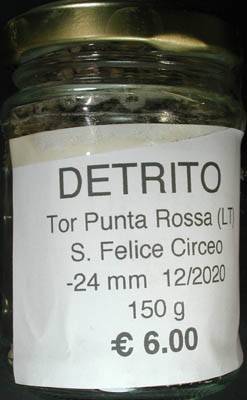 DETRITO
Tor Punta Rossa (LT)
S. Felice Circeo
-24 mm 12/2020
150 g
€ 6.00